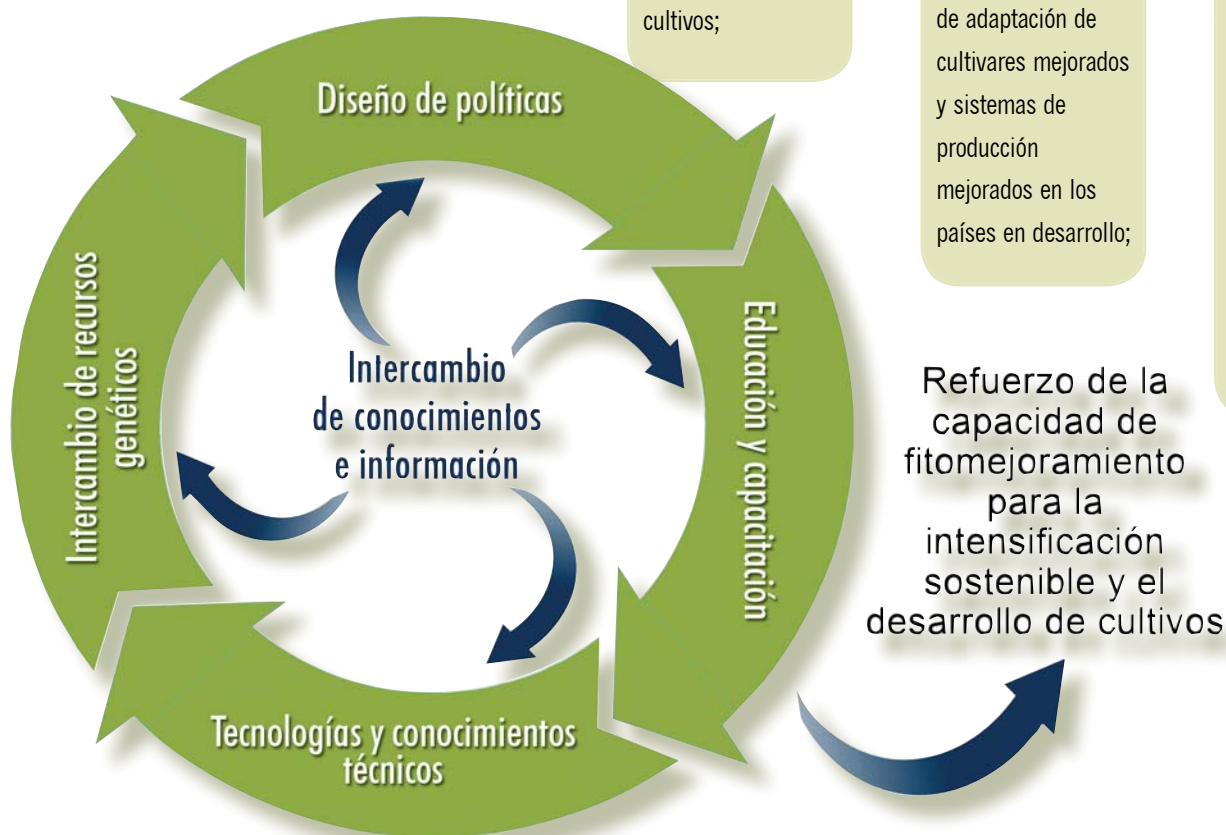 cultivos;
de adaptación de
cultivares mejorados
y sistemas de
producción
mejorados en los
países en desarrollo;
Diseño de políticas
Educación y capacitación
Tecnologías y conocimientos
técnicos
Intercambio de recursos
genéticos
Intercambio
de conocimientos
e información
Refuerzo de la
capacidad de
fitomejoramiento
para la
intensificación
sostenible y el
desarrollo de cultivos